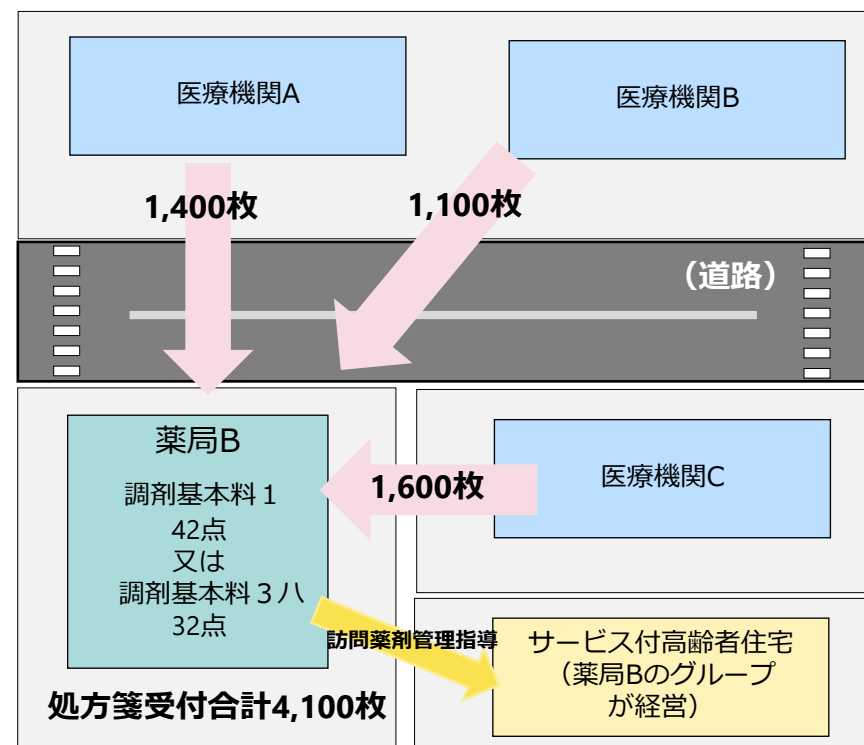 医療機関A
医療機関B
1,400枚
1,100枚
（道路）
薬局B
調剤基本料１
42点
又は
調剤基本料３ハ
32点
1,600枚
医療機関C
訪問薬剤管理指導
サービス付高齢者住宅
（薬局Bのグループ
が経営）
処方箋受付合計4,100枚